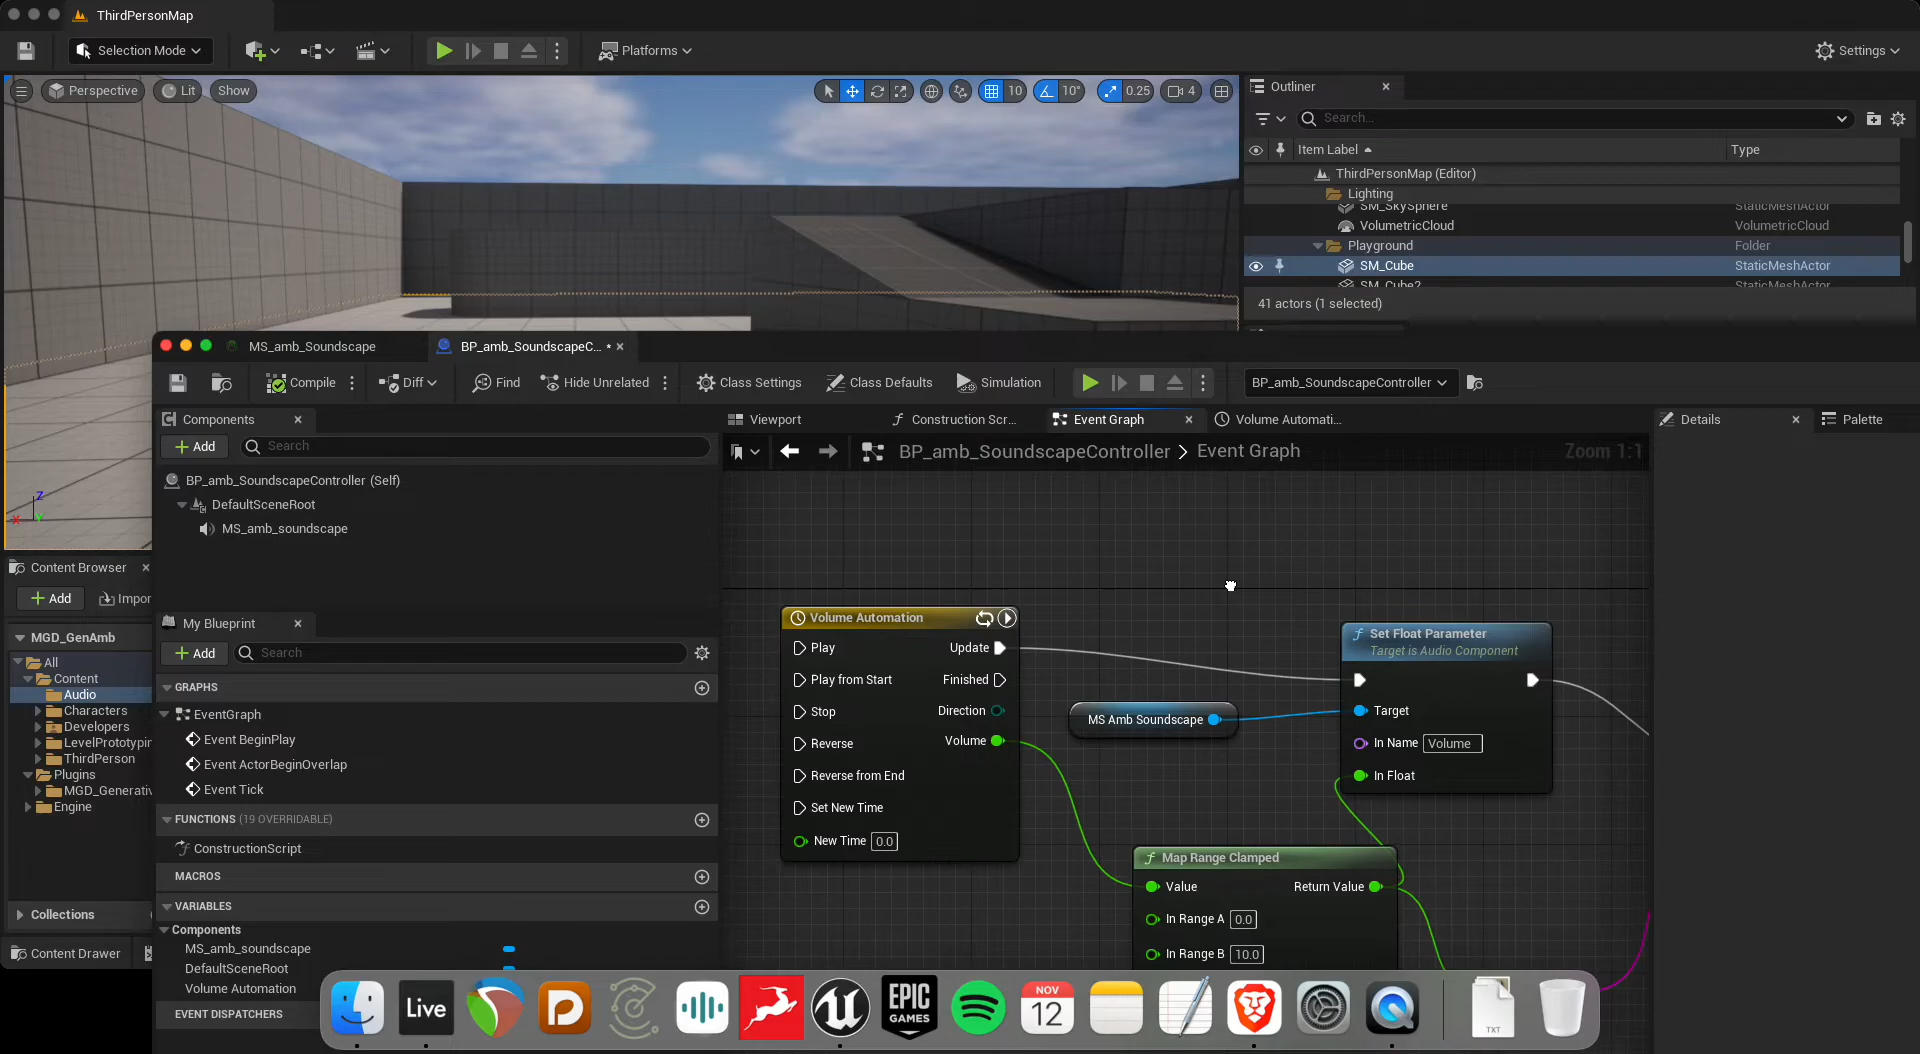 ThirdPersonMap
Selection Mode
Platforms
Settings
Perspective
Lit
Show
10
10°
0.25
4
Outliner
Search...
Item Label
Type
ThirdPersonMap (Editor)
Lighting
SM_SkySphere
StaticMeshActor
VolumetricCloud
VolumetricCloud
Playground
Folder
SM_Cube
StaticMeshActor
SM_Cube2
StaticMeshActor
41 actors (1 selected)
MS_amb_Soundscape
BP_amb_SoundscapeC... *
Compile
Diff
Find
Hide Unrelated
Class Settings
Class Defaults
Simulation
BP_amb_SoundscapeController
Components
Add
Search
BP_amb_SoundscapeController (Self)
DefaultSceneRoot
MS_amb_soundscape
Viewport
Construction Scr...
Event Graph
Volume Automati...
Details
Palette
BP_amb_SoundscapeController > Event Graph
Zoom 1:1
Z
X
Y
Content Browser
Add
Impor
MGD_GenAmb
All
Content
Audio
Characters
Developers
LevelPrototypin
ThirdPerson
Plugins
MGD_Generativ
Engine
Collections
Content Drawer
My Blueprint
Add
Search
GRAPHS
EventGraph
Event BeginPlay
Event ActorBeginOverlap
Event Tick
FUNCTIONS (19 OVERRIDABLE)
ConstructionScript
MACROS
VARIABLES
Components
MS_amb_soundscape
DefaultSceneRoot
Volume Automation
EVENT DISPATCHERS
Volume Automation
Play
Update
Play from Start
Finished
Stop
Direction
Reverse
Volume
Reverse from End
Set New Time
New Time 0.0
MS Amb Soundscape
Set Float Parameter
Target is Audio Component
Target
In Name Volume
In Float
Map Range Clamped
Value
Return Value
In Range A 0.0
In Range B 10.0
Live
EPIC
GAMES
NOV
12
TXT